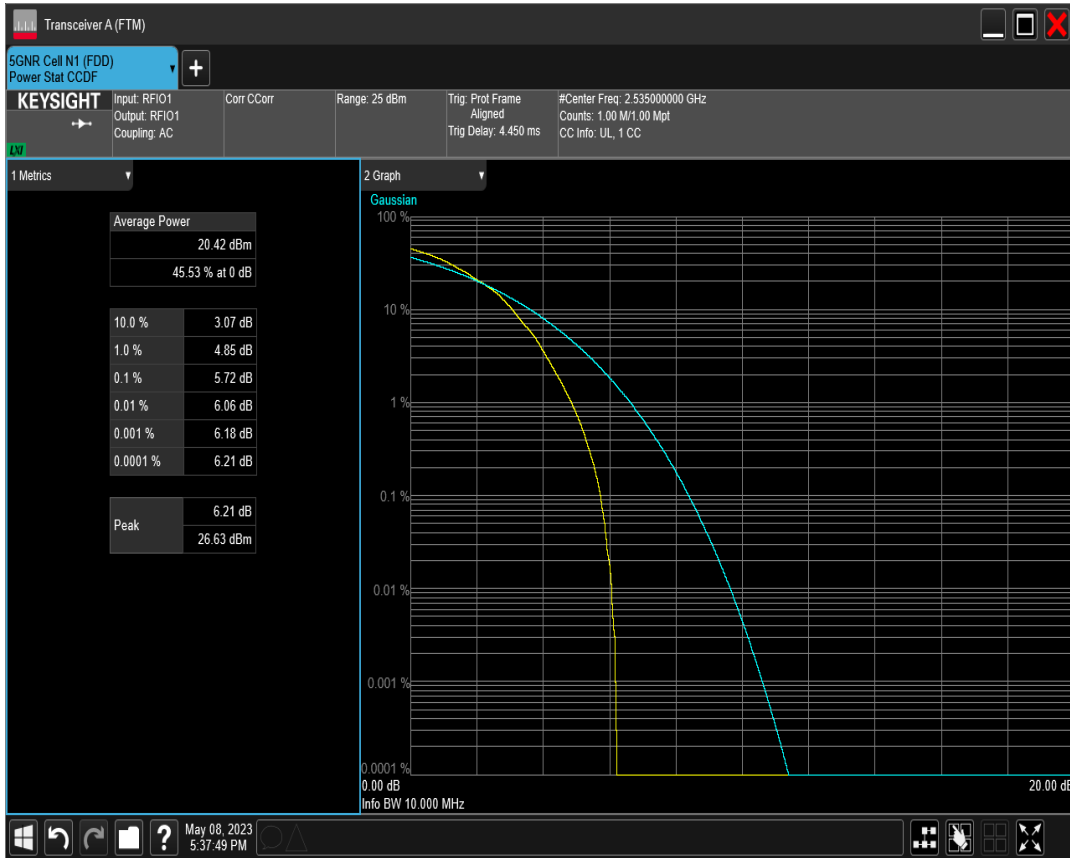 Transceiver A (FTM)
5GNR Cell N1 (FDD)
Power Stat CCDF
+
KEYSIGHT
LXI
Input: RFIO1
Output: RFIO1
Coupling: AC
Corr CCorr
Range: 25 dBm
Trig: Prot Frame
Aligned
Trig Delay: 4.450 ms
#Center Freq: 2.535000000 GHz
Counts: 1.00 M/1.00 Mpt
CC Info: UL, 1 CC
1 Metrics
Average Power
20.42 dBm
45.53 % at 0 dB
10.0 % 3.07 dB
1.0 % 4.85 dB
0.1 % 5.72 dB
0.01 % 6.06 dB
0.001 % 6.18 dB
0.0001 % 6.21 dB
Peak
6.21 dB
26.63 dBm
2 Graph
Gaussian
100 %
10 %
1 %
0.1 %
0.01 %
0.001 %
0.0001 %
0.00 dB 20.00 dB
Info BW 10.000 MHz
?
May 08, 2023
5:37:49 PM